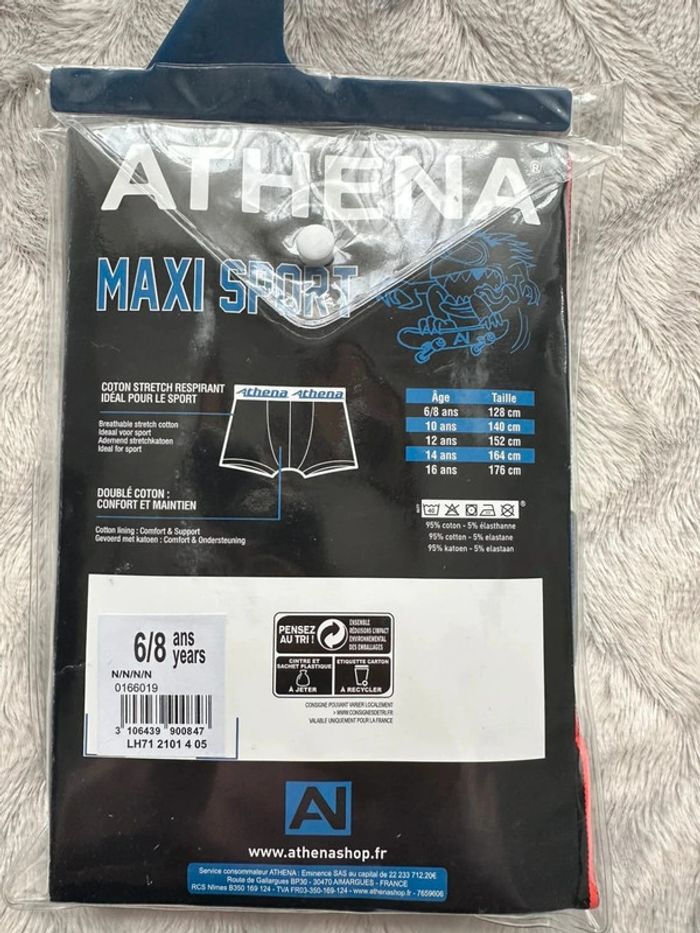 ATHENA®
MAXI SPORT
COTON STRETCH RESPIRANT
IDÉAL POUR LE SPORT
Breathable stretch cotton
Ideaal voor sport
Ademend stretchkatoen
Ideal for sport
Athena Athena
DOUBLÉ COTON :
CONFORT ET MAINTIEN
Cotton lining : Comfort & Support
Gevoerd met katoen : Comfort & Ondersteuning
Âge Taille
6/8 ans 128 cm
10 ans 140 cm
12 ans 152 cm
14 ans 164 cm
16 ans 176 cm
95% coton - 5% élasthanne
95% cotton - 5% elastane
95% katoen - 5% elastaan
6/8 ans
years
N/N/N/N
0166019
3 106439 900847
LH71 2101 4 05
PENSEZ
AU TRI !
ENSEMBLE
RÉDUISONS L'IMPACT
ENVIRONNEMENTAL
DES EMBALLAGES
CINTRE ET
SACHET PLASTIQUE
À JETER
ETIQUETTE CARTON
À RECYCLER
CONSIGNE POUVANT VARIER LOCALEMENT
> WWW.CONSIGNESDETRI.FR
VALABLE UNIQUEMENT POUR LA FRANCE
AI
www.athenashop.fr
Service consommateur ATHENA : Eminence SAS au capital de 22 233 712.20€
Route de Gallargues BP30 - 30470 AIMARGUES - FRANCE
RCS Nîmes B350 169 124 - TVA FR03-350-169-124 - www.athenashop.fr - 7659606